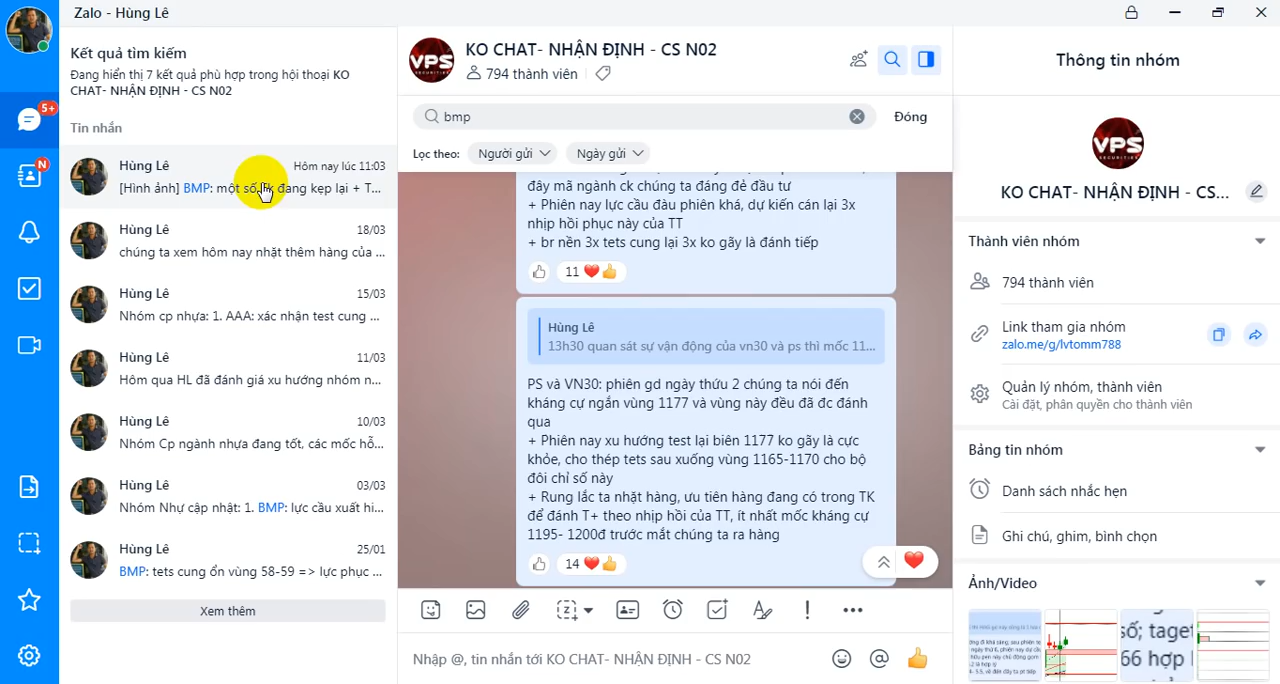 Zalo - Hùng Lê
5+
N
Kết quả tìm kiếm
Đang hiển thị 7 kết quả phù hợp trong hội thoại KO
CHAT- NHẬN ĐỊNH - CS N02
Tin nhắn
Hùng Lê
Hôm nay lúc 11:03
[Hình ảnh] BMP: một số tk đang kẹp lại + T...
Hùng Lê
18/03
chúng ta xem hôm nay nhặt thêm hàng của ...
Hùng Lê
15/03
Nhóm cp nhựa: 1. AAA: xác nhận test cung ...
Hùng Lê
11/03
Hôm qua HL đã đánh giá xu hướng nhóm n...
Hùng Lê
10/03
Nhóm Cp ngành nhựa đang tốt, các mốc hỗ...
Hùng Lê
03/03
Nhóm Nhự cập nhật: 1. BMP: lực cầu xuất hi...
Hùng Lê
25/01
BMP: tets cung ổn vùng 58-59 => lực phục ...
Xem thêm
VPS
SECURITIES
KO CHAT- NHẬN ĐỊNH - CS N02
794 thành viên
bmp
Đóng
Lọc theo:
Người gửi
Ngày gửi
đây mã ngành ck chúng ta đáng đẻ đầu tư
+ Phiên nay lực cầu đâu phiên khá, dự kiến cán lại 3x
nhịp hồi phục này của TT
+ br nền 3x tets cung lại 3x ko gãy là đánh tiếp
11
Hùng Lê
13h30 quan sát sự vận động của vn30 và ps thì mốc 11...
PS và VN30: phiên gd ngày thứ 2 chúng ta nói đến
kháng cự ngắn vùng 1177 và vùng này đều đã đc đánh
qua
+ Phiên nay xu hướng test lại biên 1177 ko gãy là cực
khỏe, cho thép tets sau xuống vùng 1165-1170 cho bộ
đôi chỉ số này
+ Rung lắc ta nhặt hàng, ưu tiên hàng đang có trong TK
để đánh T+ theo nhịp hồi của TT, ít nhất mốc kháng cự
1195- 1200đ trước mắt chúng ta ra hàng
14
Nhập @, tin nhắn tới KO CHAT- NHẬN ĐỊNH - CS N02
Thông tin nhóm
VPS
SECURITIES
KO CHAT- NHẬN ĐỊNH - CS...
Thành viên nhóm
794 thành viên
Link tham gia nhóm
zalo.me/g/lvtomm788
Quản lý nhóm, thành viên
Cài đặt, phân quyền cho thành viên
Bảng tin nhóm
Danh sách nhắc hẹn
Ghi chú, ghim, bình chọn
Ảnh/Video
số; taget
66 hợp